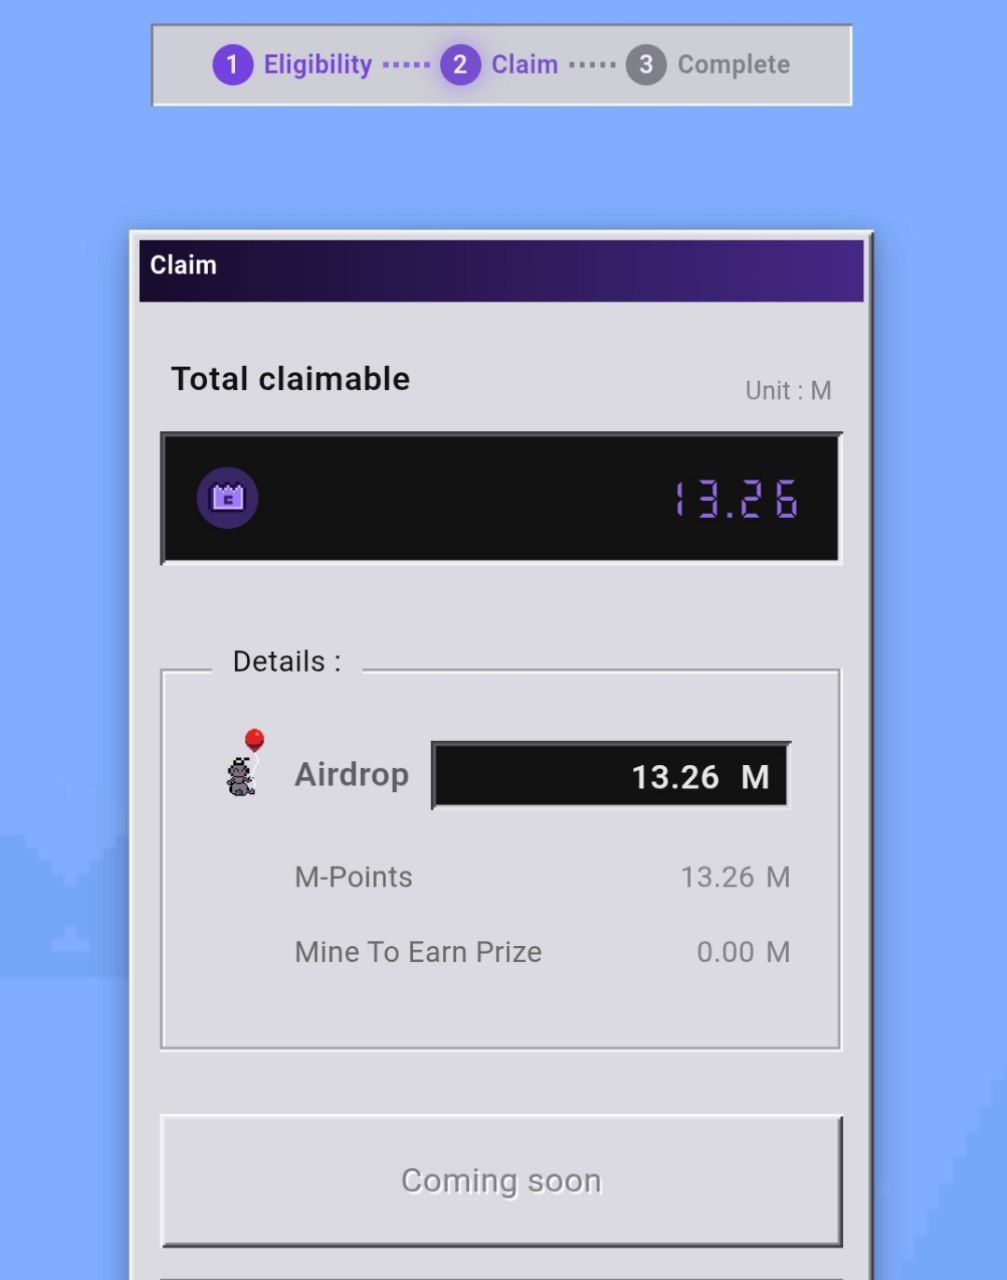 1 Eligibility 2 Claim 3 Complete
Claim
Total claimable
Unit : M
13.26
Details :
Airdrop 13.26 M
M-Points 13.26 M
Mine To Earn Prize 0.00 M
Coming soon